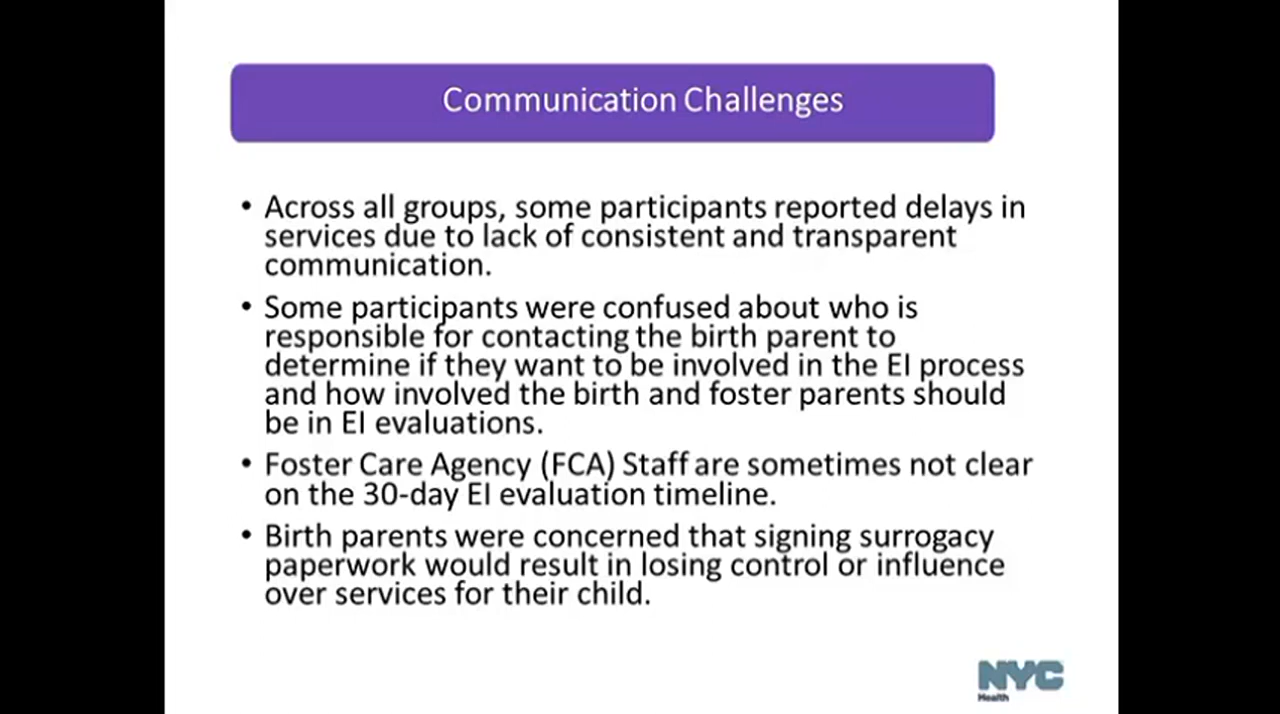 Communication Challenges
• Across all groups, some participants reported delays in
services due to lack of consistent and transparent
communication.
• Some participants were confused about who is
responsible for contacting the birth parent to
determine if they want to be involved in the EI process
and how involved the birth and foster parents should
be in EI evaluations.
• Foster Care Agency (FCA) Staff are sometimes not clear
on the 30-day EI evaluation timeline.
• Birth parents were concerned that signing surrogacy
paperwork would result in losing control or influence
over services for their child.
NYC
Health